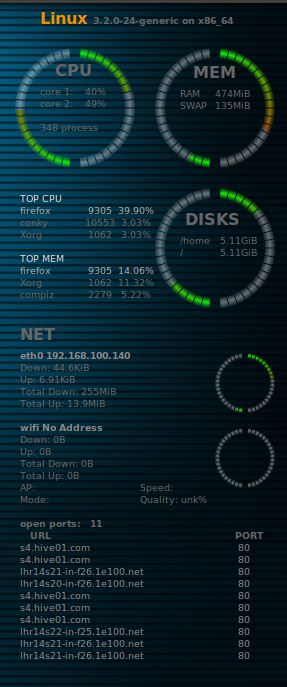 Linux 3.2.0-24-generic on x86_64
CPU
core 1: 40%
core 2: 49%
348 process
MEM
RAM 474MiB
SWAP 135MiB
TOP CPU
firefox 9305 39.90%
conky 10553 3.03%
Xorg 1062 3.03%
TOP MEM
firefox 9305 14.06%
Xorg 1062 11.32%
compiz 2279 5.22%
DISKS
/home 5.11GiB
/ 5.11GiB
NET
eth0 192.168.100.140
Down: 44.6KiB
Up: 6.91KiB
Total Down: 255MiB
Total Up: 13.9MiB
wifi No Address
Down: 0B
Up: 0B
Total Down: 0B
Total Up: 0B
AP: Speed:
Mode: Quality: unk%
open ports: 11
URL PORT
s4.hive01.com 80
s4.hive01.com 80
lhr14s21-in-f26.1e100.net 80
lhr14s20-in-f26.1e100.net 80
s4.hive01.com 80
s4.hive01.com 80
s4.hive01.com 80
lhr14s22-in-f25.1e100.net 80
lhr14s21-in-f26.1e100.net 80
lhr14s21-in-f26.1e100.net 80